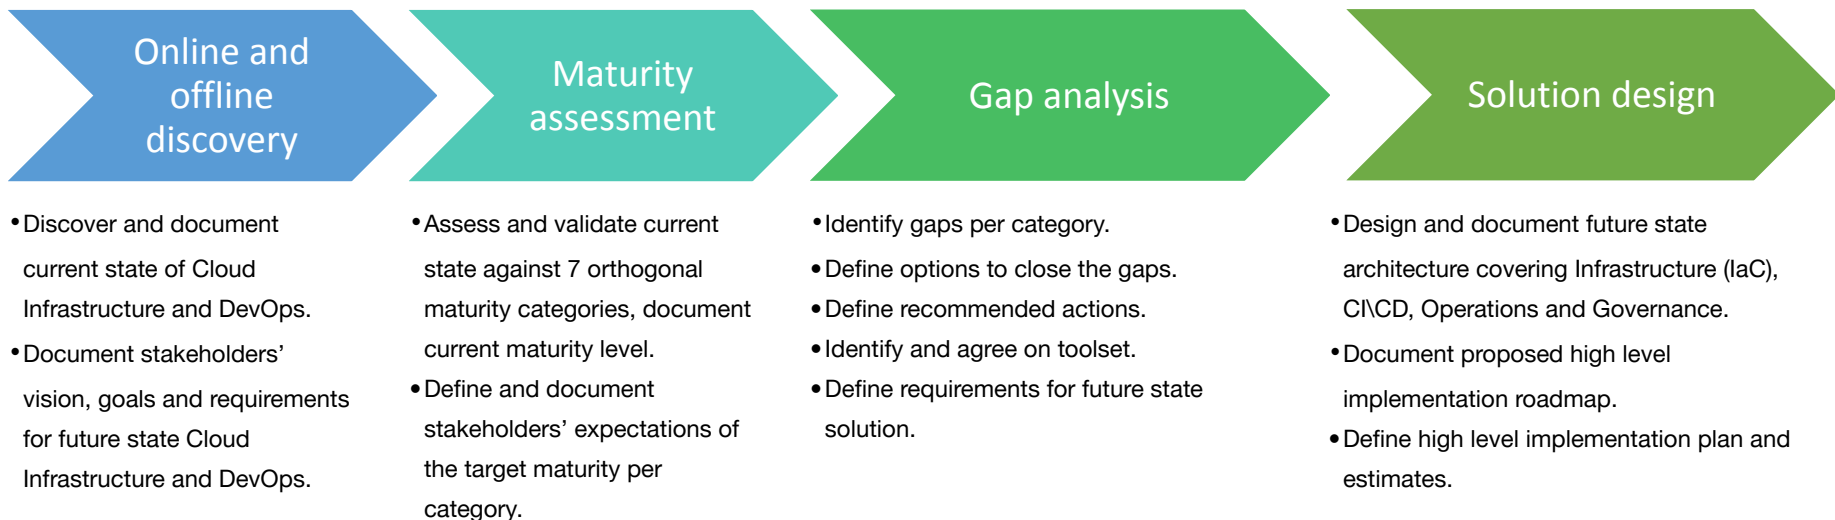 Online and
offline
discovery
Maturity
assessment
Gap analysis
Solution design
•Discover and document
current state of Cloud
Infrastructure and DevOps.
•Document stakeholders’
vision, goals and requirements
for future state Cloud
Infrastructure and DevOps.
•Assess and validate current
state against 7 orthogonal
maturity categories, document
current maturity level.
•Define and document
stakeholders’ expectations of
the target maturity per
category.
•Identify gaps per category.
•Define options to close the gaps.
•Define recommended actions.
•Identify and agree on toolset.
•Define requirements for future state
solution.
•Design and document future state
architecture covering Infrastructure (IaC),
CI\CD, Operations and Governance.
•Document proposed high level
implementation roadmap.
•Define high level implementation plan and
estimates.